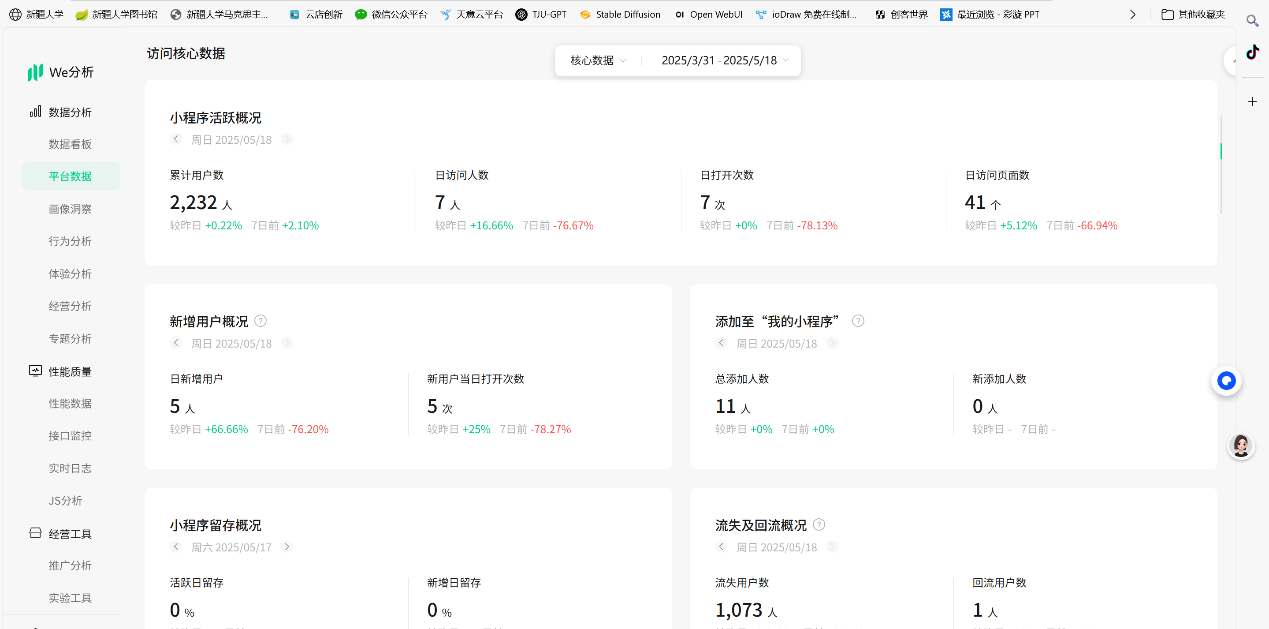 新疆人学 新疆人学图书馆 新疆人学马克思主... 云店创新 微信公众平台 天意云平台 TJU-GPT Stable Diffusion Open WebUI ioDraw 免费在线制... 创客世界 最近浏览 - 彩漩 PPT 其他收藏夹
访问核心数据
核心数据 2025/3/31 - 2025/5/18
We分析
数据分析
数据看板
平台数据
画像洞察
行为分析
体验分析
经营分析
专题分析
性能质量
性能数据
接口监控
实时日志
JS分析
经营工具
推广分析
实验工具
小程序活跃概况
周日 2025/05/18
累计用户数
2,232 人
较昨日 +0.22% 7日前 +2.10%
日访问人数
7 人
较昨日 +16.66% 7日前 -76.67%
日打开次数
7 次
较昨日 +0% 7日前 -78.13%
日访问页面数
41 个
较昨日 +5.12% 7日前 -66.94%
新增用户概况 ?
周日 2025/05/18
日新增用户
5 人
较昨日 +66.66% 7日前 -76.20%
新用户当日打开次数
5 次
较昨日 +25% 7日前 -78.27%
添加至“我的小程序” ?
周日 2025/05/18
总添加人数
11 人
较昨日 +0% 7日前 +0%
新添加人数
0 人
较昨日 - 7日前 -
小程序留存概况
周六 2025/05/17
活跃日留存
0 %
新增日留存
0 %
流失及回流概况 ?
周日 2025/05/18
流失用户数
1,073 人
回流用户数
1 人